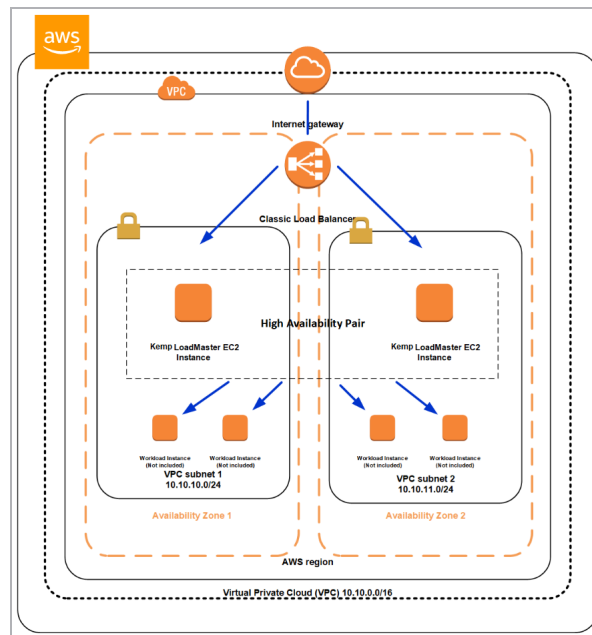 aws
VPC
Internet gateway
Classic Load Balancer
High Availability Pair
Kemp LoadMaster EC2
Instance
Kemp LoadMaster EC2
Instance
Workload Instance
(Not included)
Workload Instance
(Not included)
Workload Instance
(Not included)
Workload Instance
(Not included)
VPC subnet 1
10.10.10.0/24
VPC subnet 2
10.10.11.0/24
Availability Zone 1
Availability Zone 2
AWS region
Virtual Private Cloud (VPC) 10.10.0.0/16